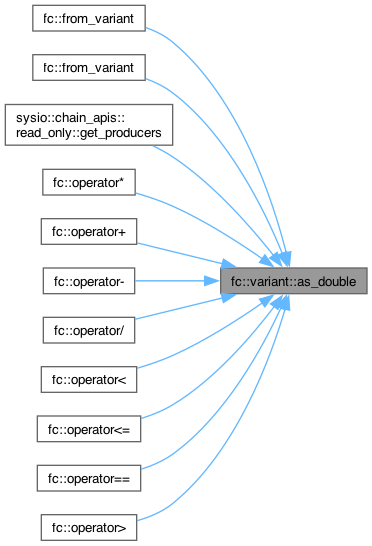 fc::from_variant
fc::from_variant
sysio::chain_apis::
read_only::get_producers
fc::operator*
fc::operator+
fc::operator-
fc::operator/
fc::operator<
fc::operator<=
fc::operator==
fc::operator>
fc::variant::as_double